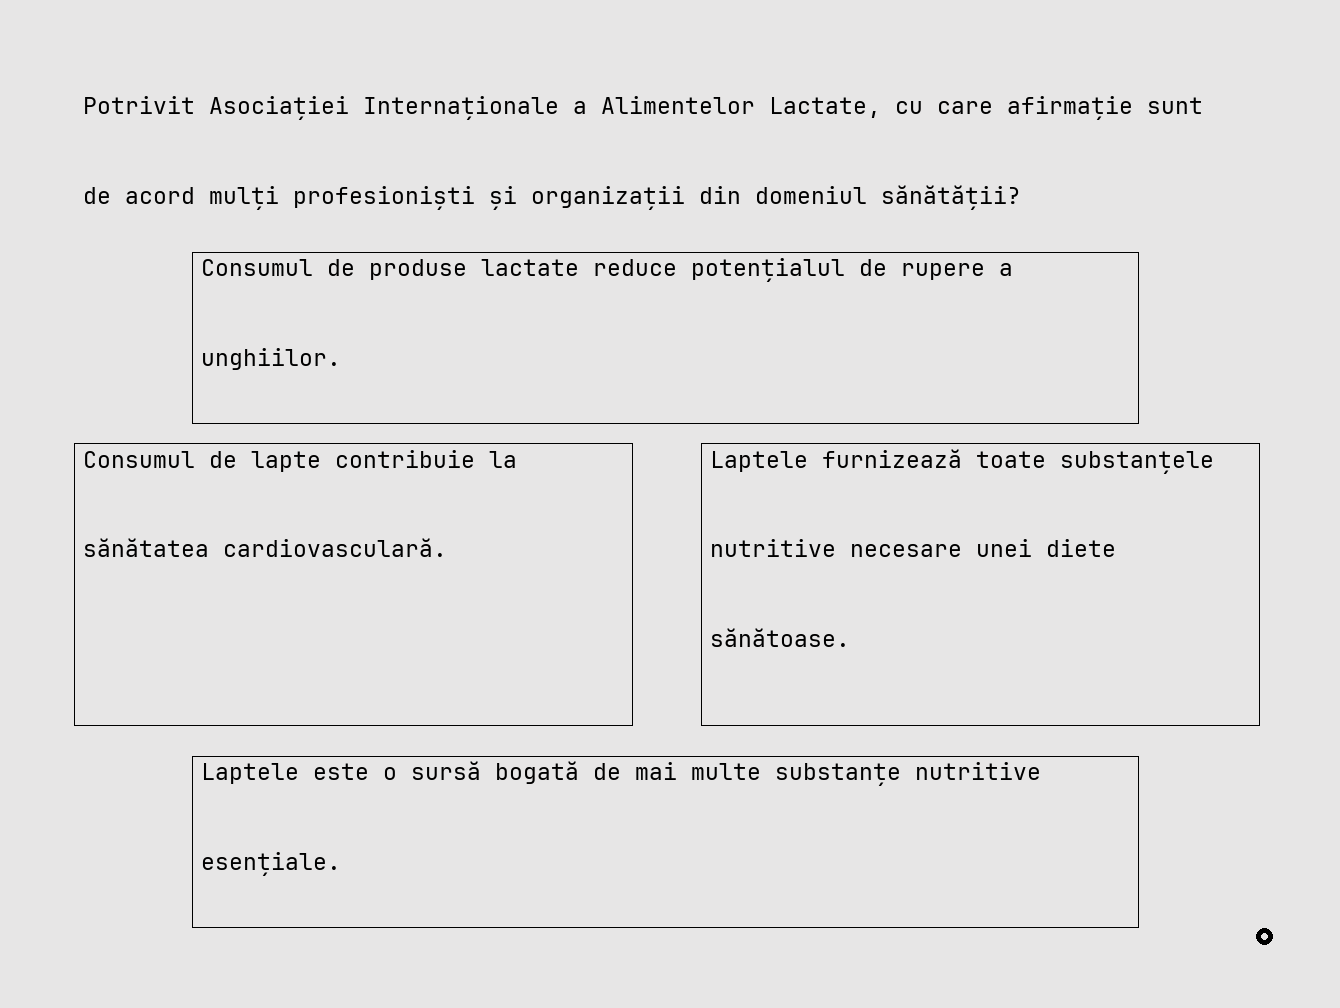 Potrivit Asociației Internaționale a Alimentelor Lactate, cu care afirmație sunt
de acord mulți profesioniști și organizații din domeniul sănătății?
Consumul de produse lactate reduce potențialul de rupere a
unghiilor.
Consumul de lapte contribuie la
sănătatea cardiovasculară.
Laptele furnizează toate substanțele
nutritive necesare unei diete
sănătoase.
Laptele este o sursă bogată de mai multe substanțe nutritive
esențiale.